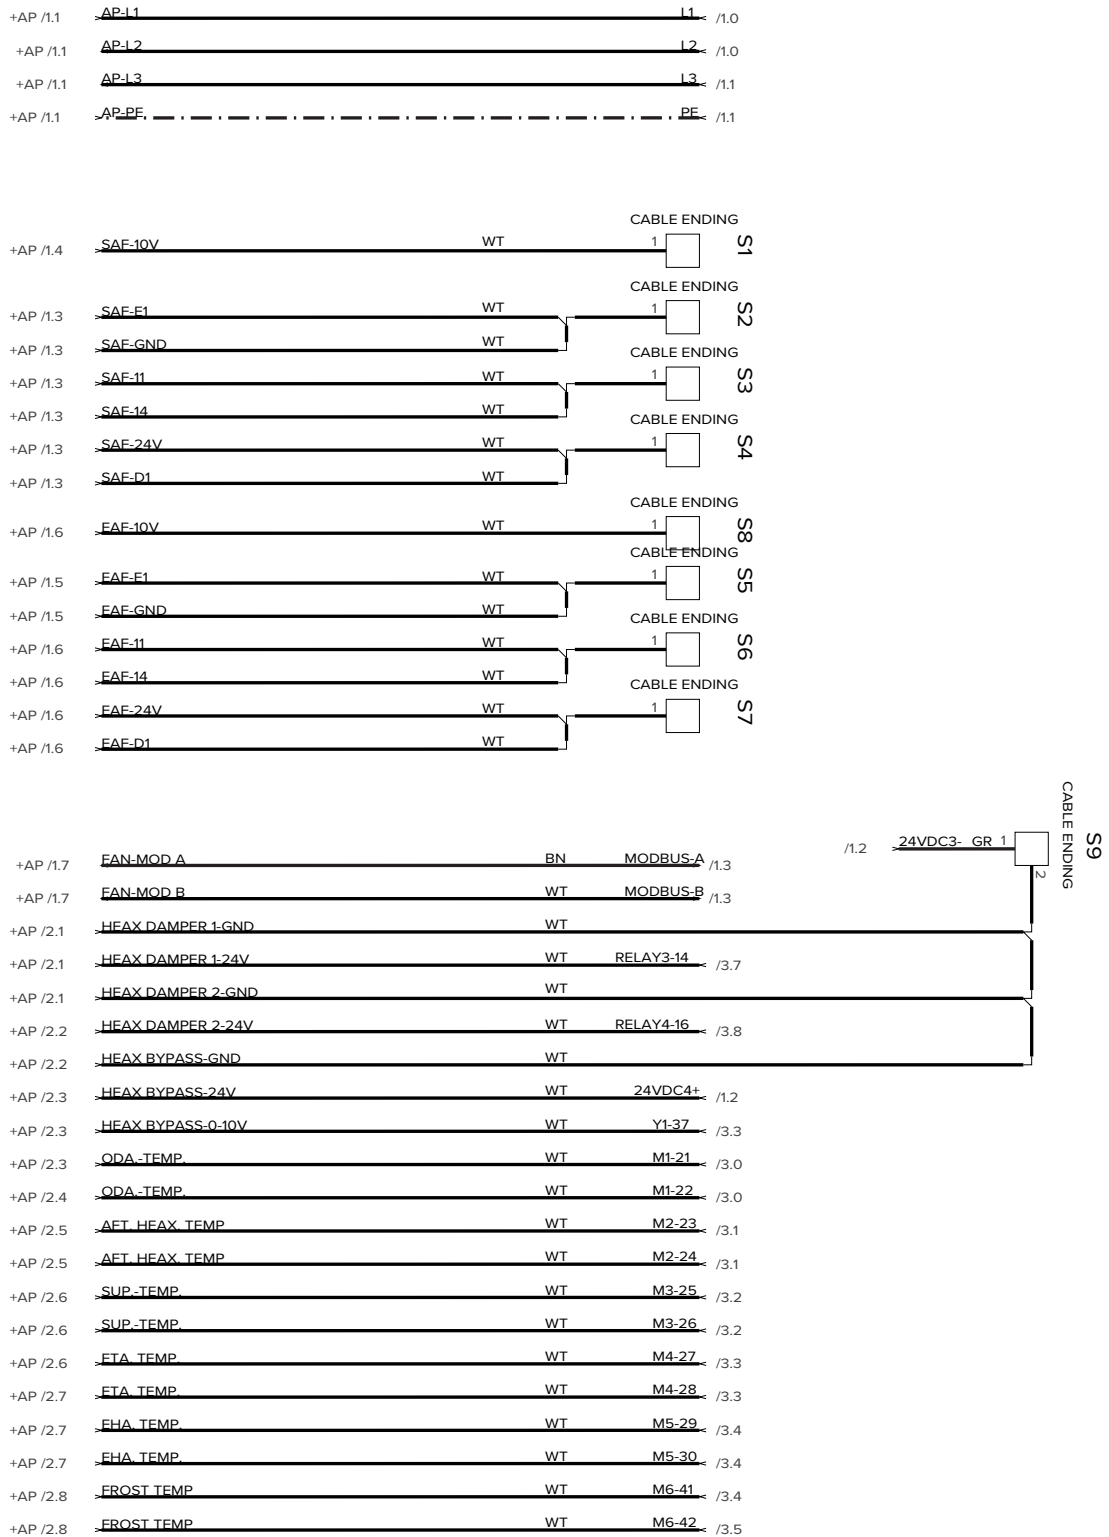 +AP /1.1 AP-L1 L1 /1.0
+AP /1.1 AP-L2 L2 /1.0
+AP /1.1 AP-L3 L3 /1.1
+AP /1.1 AP-PE PE /1.1
CABLE ENDING
+AP /1.4 SAF-10V WT 1 S1
CABLE ENDING
+AP /1.3 SAF-E1 WT 1 S2
+AP /1.3 SAF-GND WT
CABLE ENDING
+AP /1.3 SAF-11 WT 1 S3
+AP /1.3 SAF-14 WT
CABLE ENDING
+AP /1.3 SAF-24V WT 1 S4
+AP /1.3 SAF-D1 WT
CABLE ENDING
+AP /1.6 EAF-10V WT 1 S8
CABLE ENDING
+AP /1.5 EAF-E1 WT 1 S5
+AP /1.5 EAF-GND WT
CABLE ENDING
+AP /1.6 EAF-11 WT 1 S6
+AP /1.6 EAF-14 WT
CABLE ENDING
+AP /1.6 EAF-24V WT 1 S7
+AP /1.6 EAF-D1 WT
CABLE ENDING
S9
/1.2 24VDC3- GR 1
2
+AP /1.7 FAN-MOD A BN MODBUS-A /1.3
+AP /1.7 FAN-MOD B WT MODBUS-B /1.3
+AP /2.1 HEAX DAMPER 1-GND WT
+AP /2.1 HEAX DAMPER 1-24V WT RELAY3-14 /3.7
+AP /2.1 HEAX DAMPER 2-GND WT
+AP /2.2 HEAX DAMPER 2-24V WT RELAY4-16 /3.8
+AP /2.2 HEAX BYPASS-GND WT
+AP /2.3 HEAX BYPASS-24V WT 24VDC4+ /1.2
+AP /2.3 HEAX BYPASS-0-10V WT Y1-37 /3.3
+AP /2.3 ODA.-TEMP. WT M1-21 /3.0
+AP /2.4 ODA.-TEMP. WT M1-22 /3.0
+AP /2.5 AFT. HEAX. TEMP WT M2-23 /3.1
+AP /2.5 AFT. HEAX. TEMP WT M2-24 /3.1
+AP /2.6 SUP.-TEMP. WT M3-25 /3.2
+AP /2.6 SUP.-TEMP. WT M3-26 /3.2
+AP /2.6 ETA. TEMP. WT M4-27 /3.3
+AP /2.7 ETA. TEMP. WT M4-28 /3.3
+AP /2.7 EHA. TEMP. WT M5-29 /3.4
+AP /2.7 EHA. TEMP. WT M5-30 /3.4
+AP /2.8 FROST TEMP WT M6-41 /3.4
+AP /2.8 FROST TEMP WT M6-42 /3.5